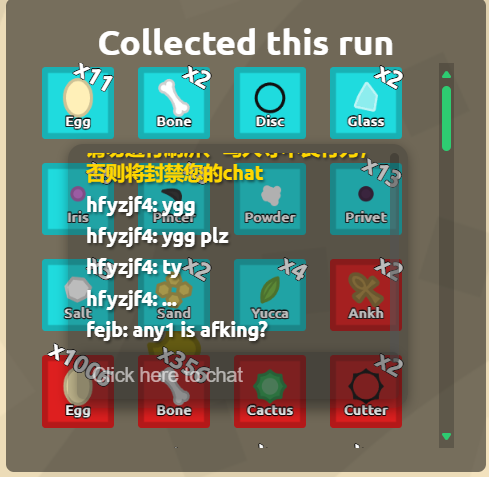 Collected this run
x11
x2
x2
Egg
Bone
Disc
Glass
否则将封禁您的chat
x13
Iris
Pincer
Powder
Privet
hfyzjf4: ygg
hfyzjf4: ygg plz
hfyzjf4: ty
x2
x4
x2
Salt
Sand
Yucca
Ankh
hfyzjf4: ...
fejb: any1 is afking?
x356
x2
Click here to chat
Egg
Bone
Cactus
Cutter